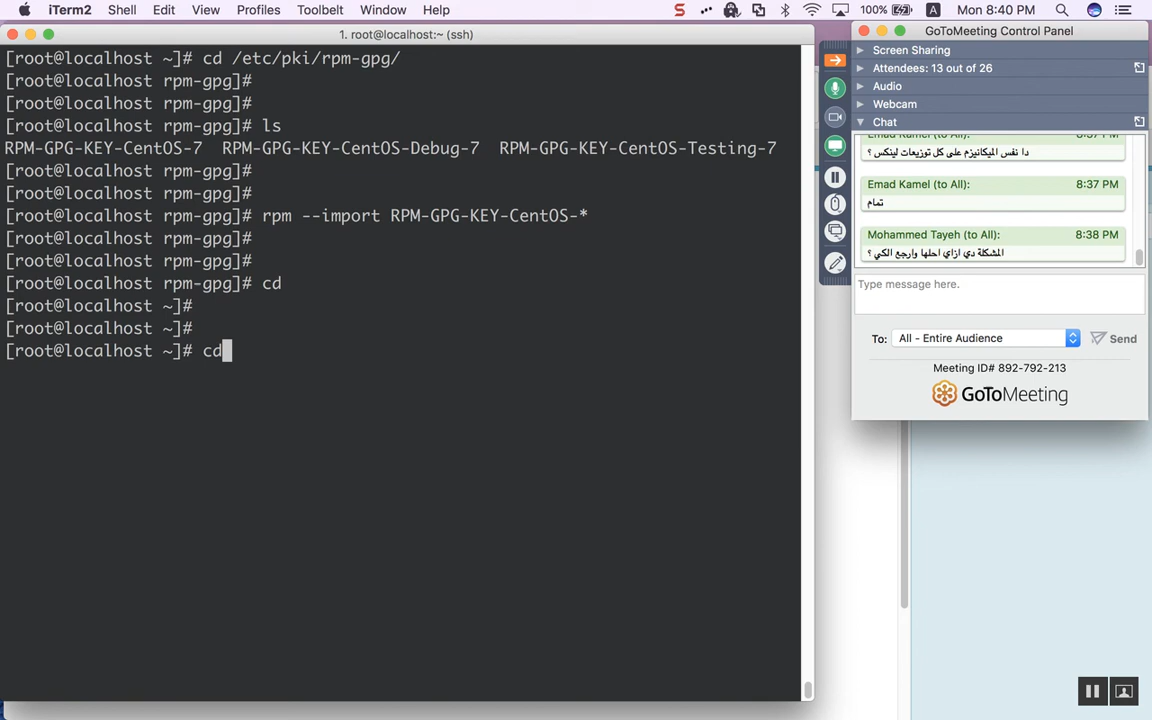 iTerm2 Shell Edit View Profiles Toolbelt Window Help
100% A Mon 8:40 PM
1. root@localhost:~ (ssh)
[root@localhost ~]# cd /etc/pki/rpm-gpg/
[root@localhost rpm-gpg]#
[root@localhost rpm-gpg]#
[root@localhost rpm-gpg]# ls
RPM-GPG-KEY-CentOS-7 RPM-GPG-KEY-CentOS-Debug-7 RPM-GPG-KEY-CentOS-Testing-7
[root@localhost rpm-gpg]#
[root@localhost rpm-gpg]#
[root@localhost rpm-gpg]# rpm --import RPM-GPG-KEY-CentOS-*
[root@localhost rpm-gpg]#
[root@localhost rpm-gpg]#
[root@localhost rpm-gpg]# cd
[root@localhost ~]#
[root@localhost ~]#
[root@localhost ~]# cd
GoToMeeting Control Panel
Screen Sharing
Attendees: 13 out of 26
Audio
Webcam
Chat
Emad Kamel (to All): 8:37 PM
دا نفس الميكانيزم على كل توزيعات لينكس ؟
Emad Kamel (to All): 8:37 PM
تمام
Mohammed Tayeh (to All): 8:38 PM
المشكلة دي ازاي احلها وارجع الكي ؟
Type message here.
To: All - Entire Audience Send
Meeting ID# 892-792-213
GoToMeeting